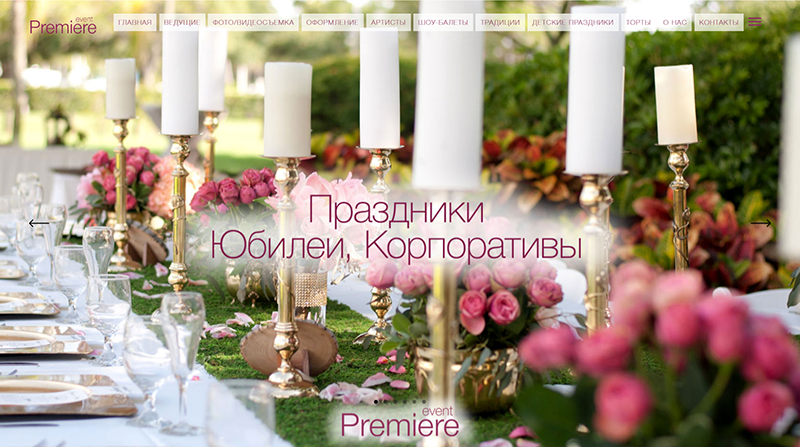 event
Premiere
ГЛАВНАЯ ВЕДУЩИЕ ФОТО/ВИДЕОСЪЕМКА ОФОРМЛЕНИЕ АРТИСТЫ ШОУ-БАЛЕТЫ ТРАДИЦИИ ДЕТСКИЕ ПРАЗДНИКИ ТОРТЫ О НАС КОНТАКТЫ
Праздники
Юбилеи, Корпоративы
event
Premiere